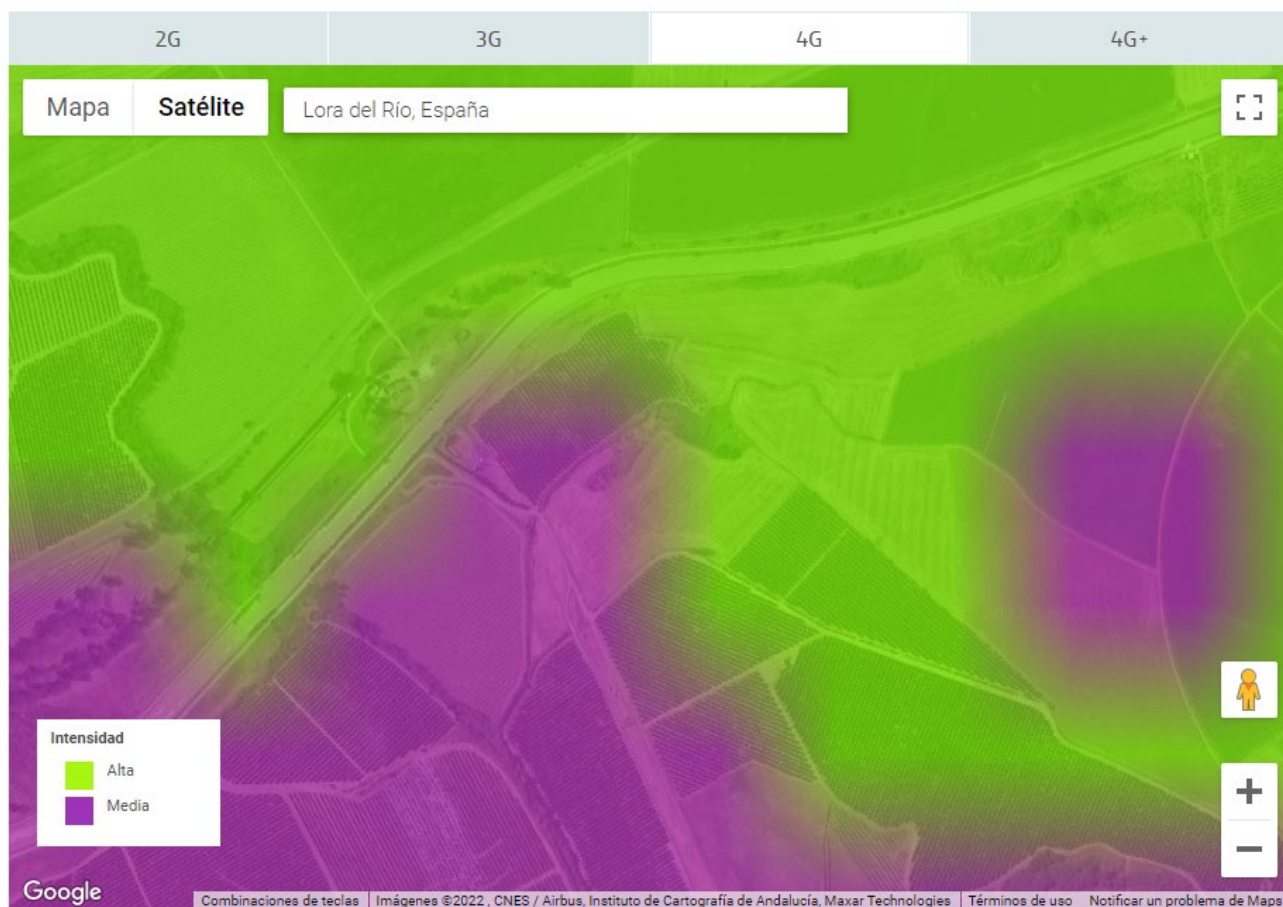 2G 3G 4G 4G+
Mapa Satélite Lora del Río, España
Intensidad
Alta
Media
Google Combinaciones de teclas Imágenes ©2022 , CNES / Airbus, Instituto de Cartografía de Andalucía, Maxar Technologies Términos de uso Notificar un problema de Maps